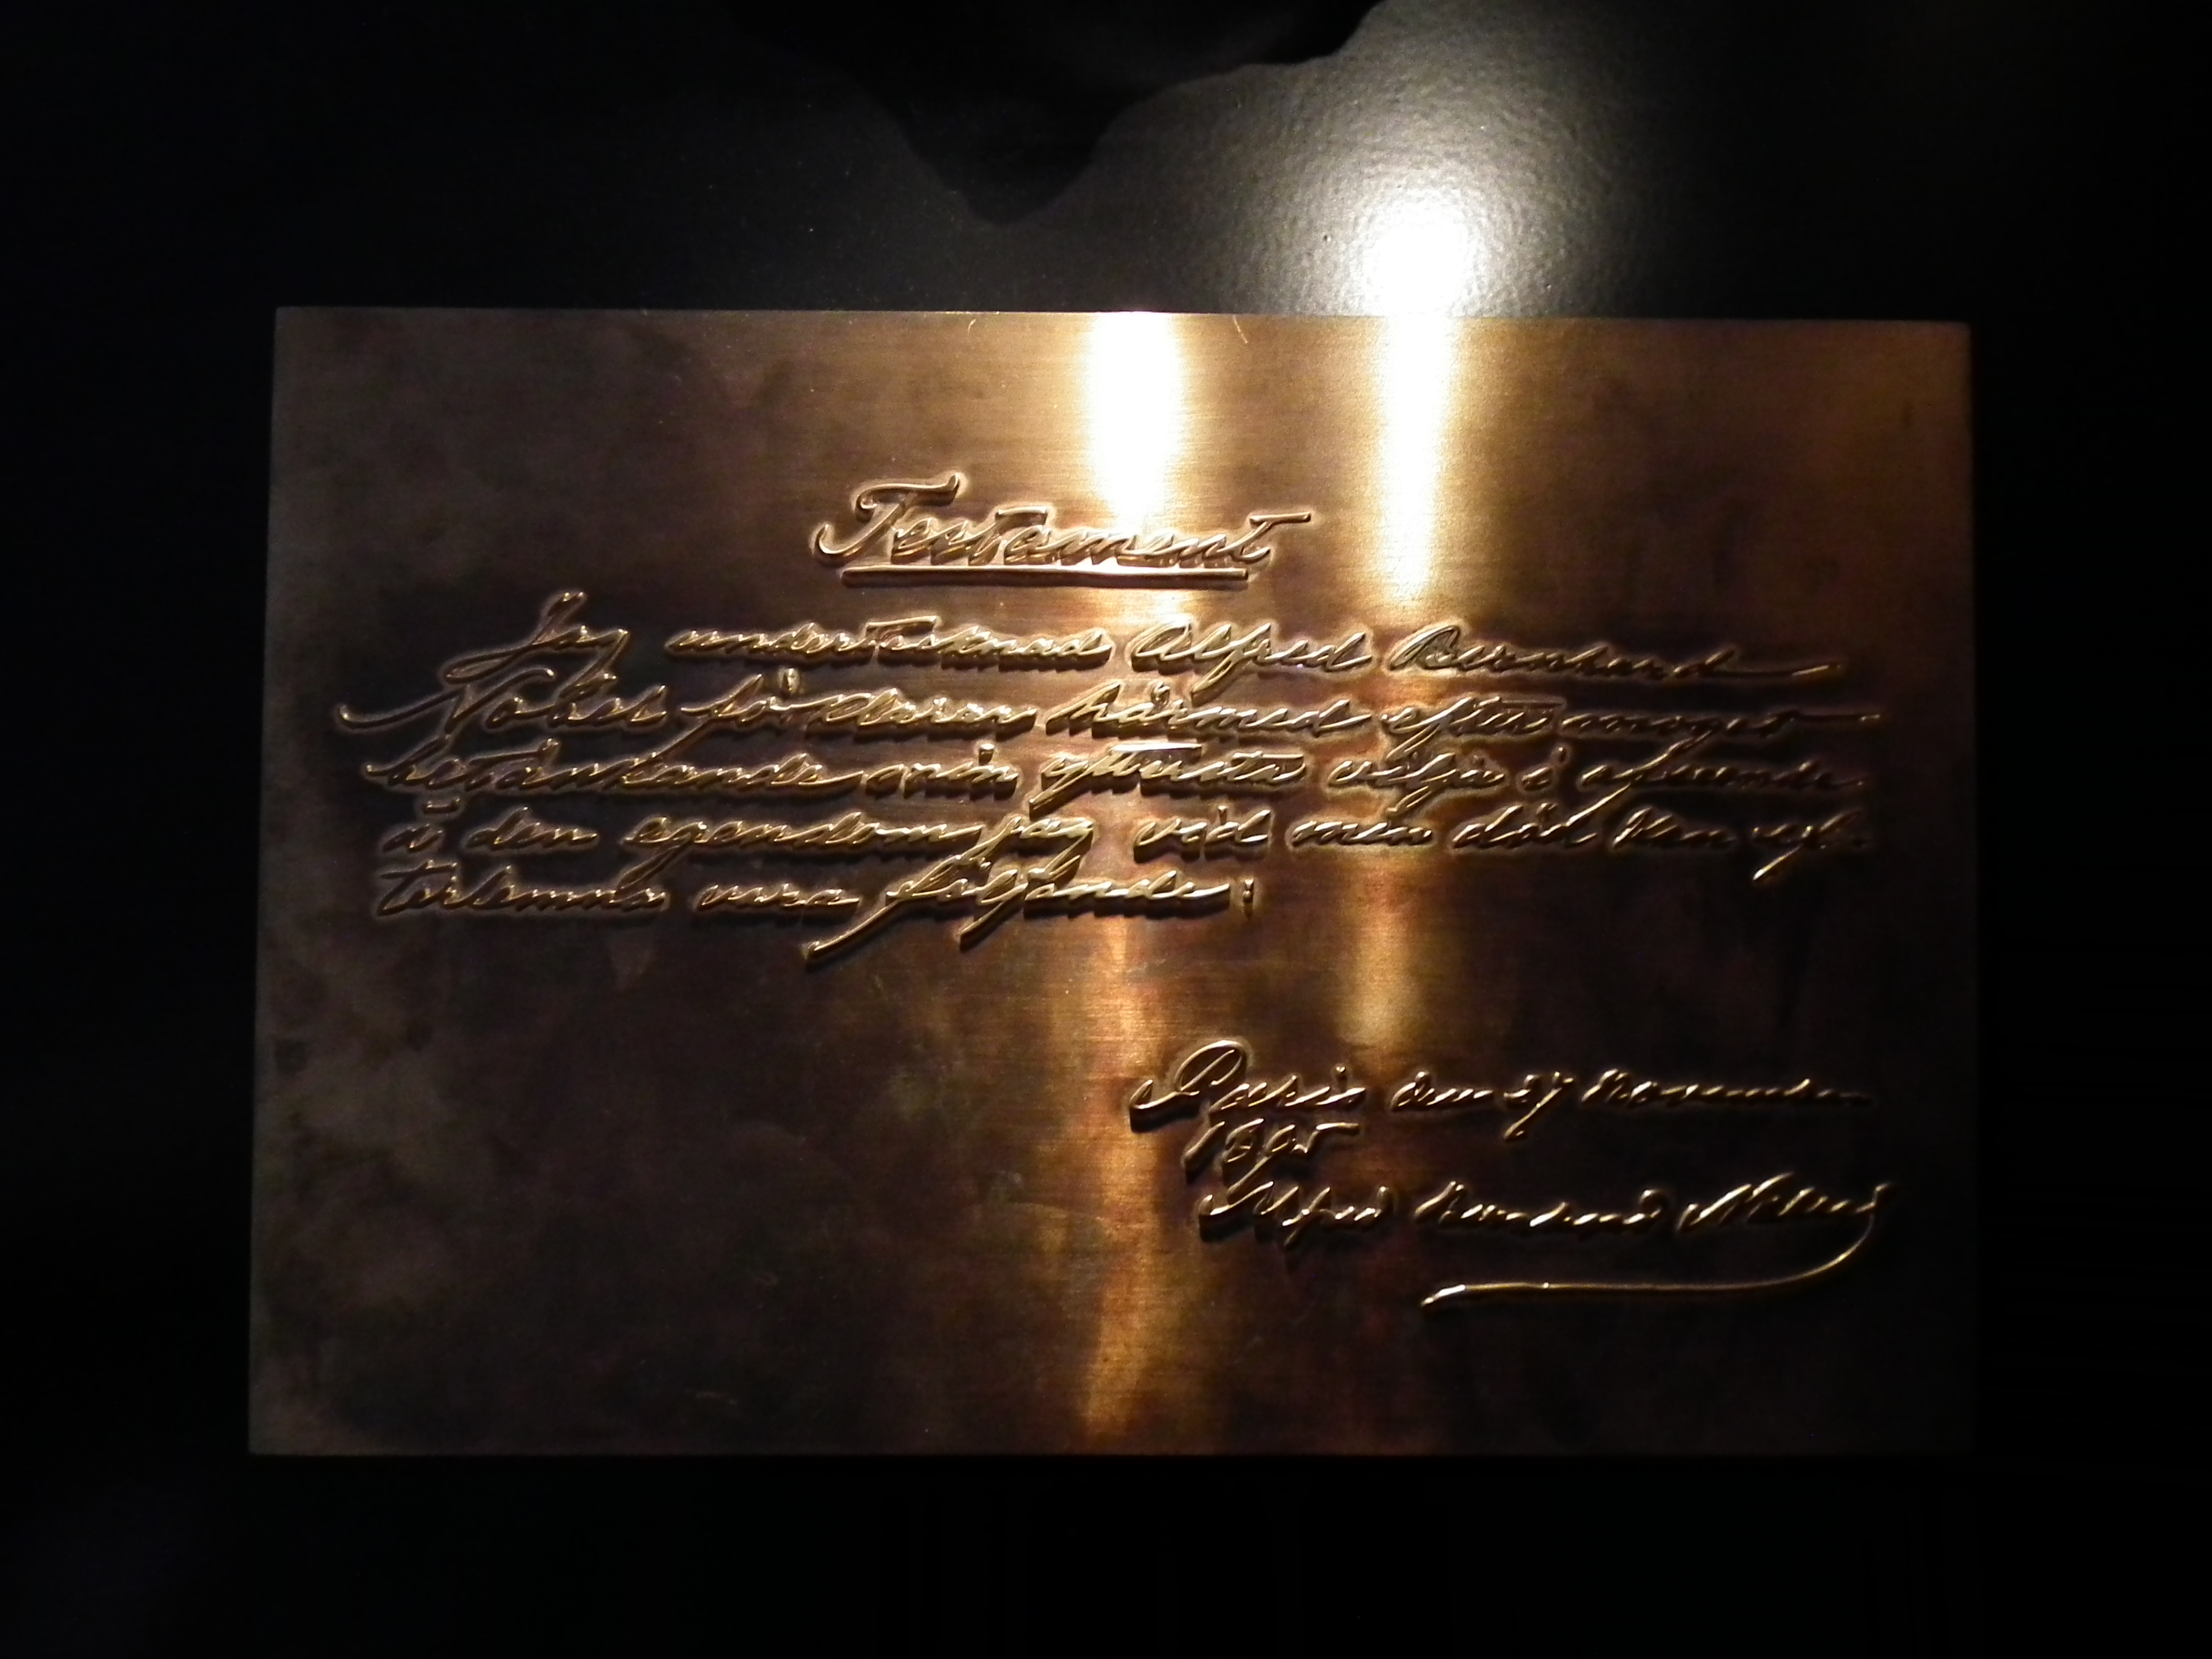 Testament
Jag undertecknad Alfred Bernhard
Nobel förklarar härmed efter moget
betänkande min yttersta vilja i afseende
å den egendom jag vid min död kan ef-
terlemna vara följande:
Paris den 27 November
1895
Alfred Bernhard Nobel